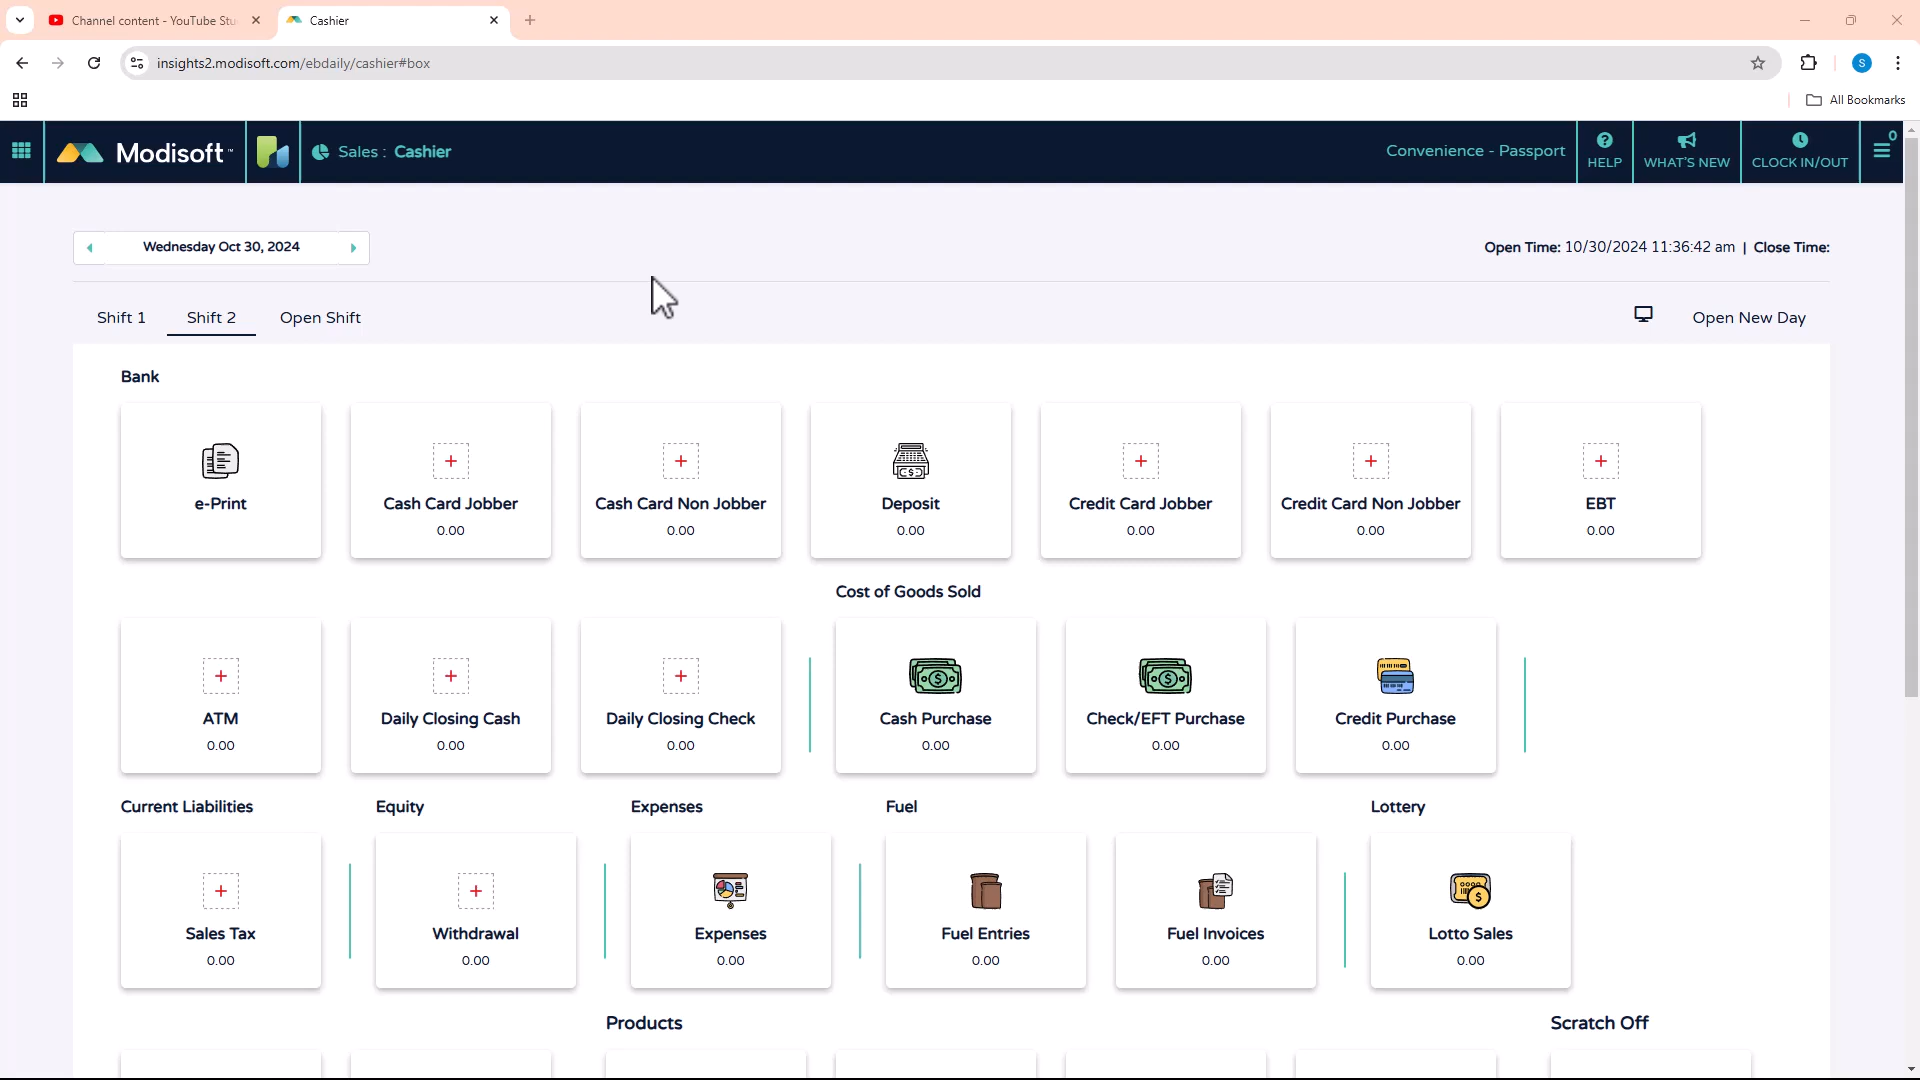 Channel content - YouTube Stu
Cashier
insights2.modisoft.com/ebdaily/cashier#box
S
All Bookmarks
Modisoft™
Sales : Cashier
Convenience - Passport
HELP
WHAT'S NEW
CLOCK IN/OUT
0
Wednesday Oct 30, 2024
Open Time: 10/30/2024 11:36:42 am | Close Time:
Shift 1
Shift 2
Open Shift
Open New Day
Bank
e-Print
Cash Card Jobber
0.00
Cash Card Non Jobber
0.00
Deposit
0.00
Credit Card Jobber
0.00
Credit Card Non Jobber
0.00
EBT
0.00
Cost of Goods Sold
ATM
0.00
Daily Closing Cash
0.00
Daily Closing Check
0.00
Cash Purchase
0.00
Check/EFT Purchase
0.00
Credit Purchase
0.00
Current Liabilities
Equity
Expenses
Fuel
Lottery
Sales Tax
0.00
Withdrawal
0.00
Expenses
0.00
Fuel Entries
0.00
Fuel Invoices
0.00
Lotto Sales
0.00
Products
Scratch Off